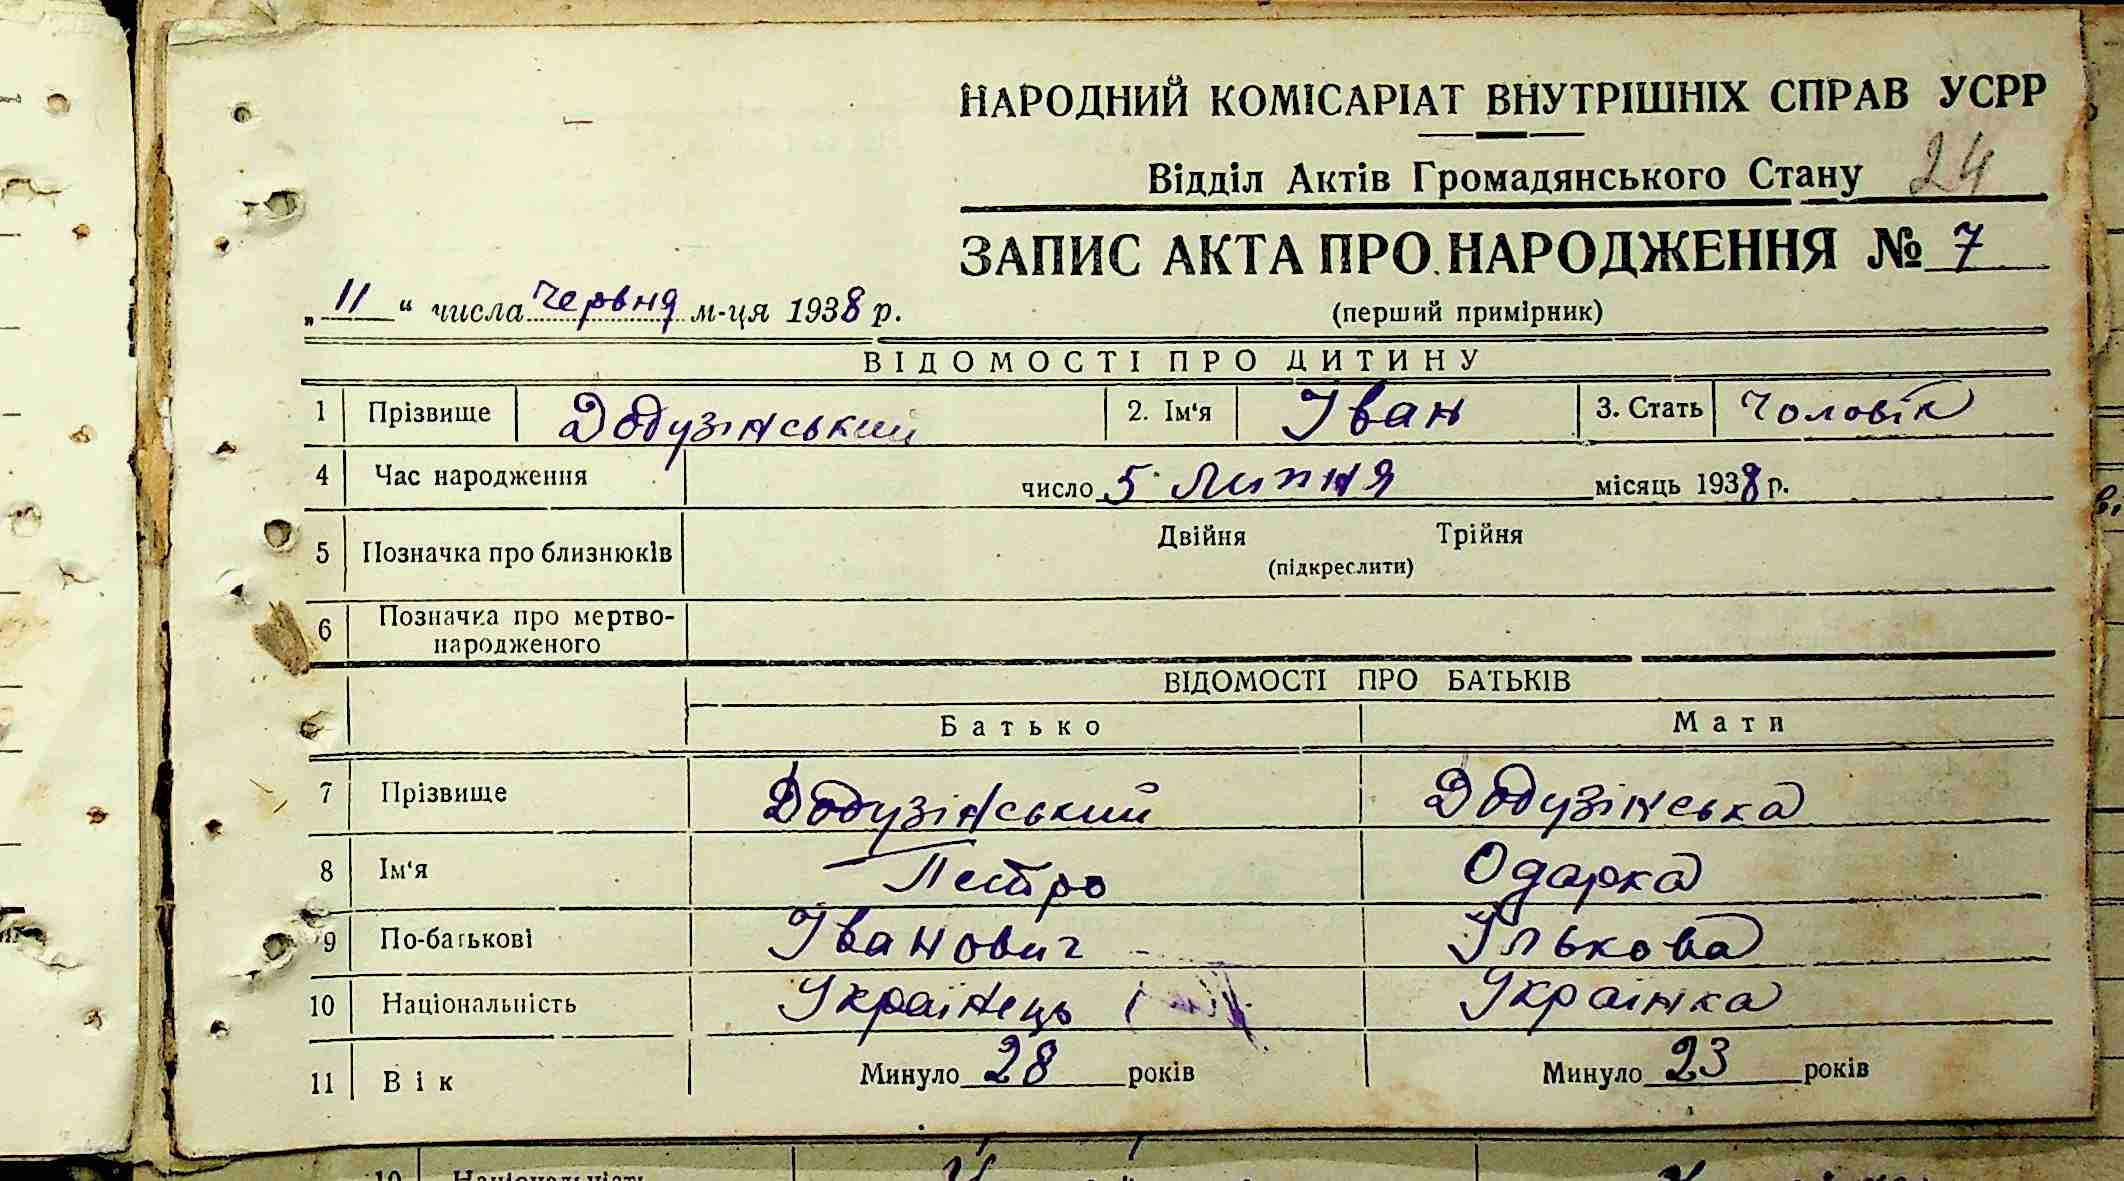 НАРОДНИЙ КОМІСАРІАТ ВНУТРІШНІХ СПРАВ УСРР
Відділ Актів Громадянського Стану 24
ЗАПИС АКТА ПРО НАРОДЖЕННЯ № 7
„ 11 “ числа червня м-ця 1938 р.
(перший примірник)
ВІДОМОСТІ ПРО ДИТИНУ
1 Прізвище Додузінський 2. Ім‘я Іван 3. Стать Чоловік
4 Час народження число 5 Липня місяць 1938 р.
5 Позначка про близнюків Двійня Трійня
(підкреслити)
6 Позначка про мертво-
народженого
ВІДОМОСТІ ПРО БАТЬКІВ
Батько Мати
7 Прізвище Додузінський Додузінська
8 Ім‘я Петро Одарка
9 По-батькові Іванович Ількова
10 Національність Українець Українка
11 Вік Минуло 28 років Минуло 23 років
10 Національність